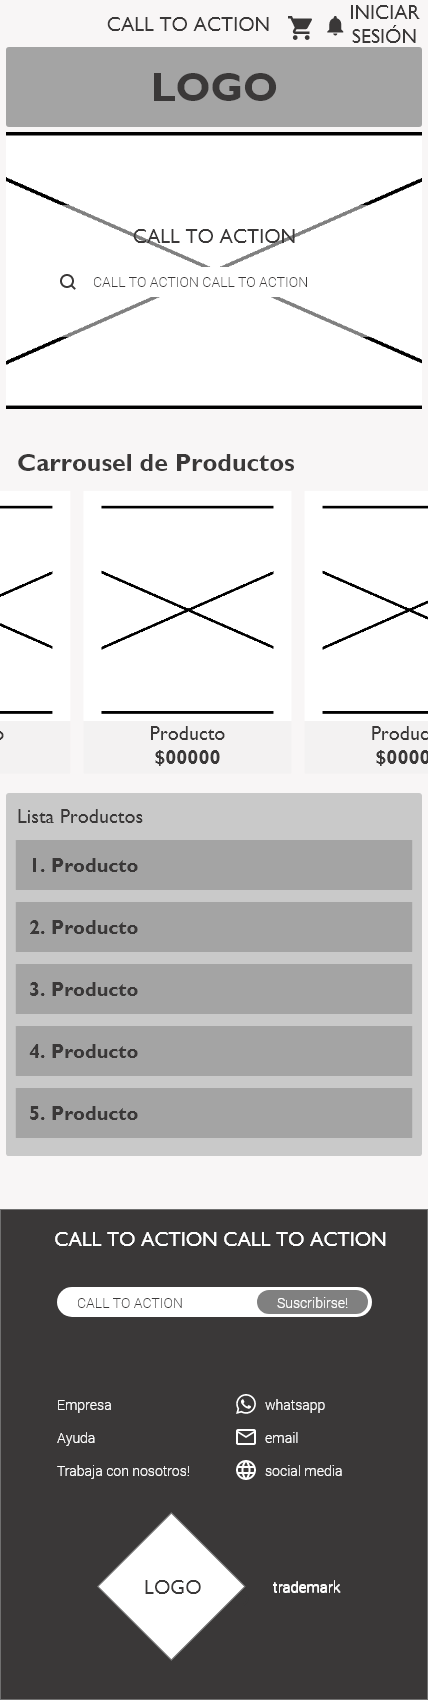 CALL TO ACTION
INICIAR
SESIÓN
LOGO
CALL TO ACTION
CALL TO ACTION CALL TO ACTION
Carrousel de Productos
Producto
$00000
Lista Productos
1. Producto
2. Producto
3. Producto
4. Producto
5. Producto
CALL TO ACTION CALL TO ACTION
CALL TO ACTION
Suscribirse!
Empresa
whatsapp
Ayuda
email
Trabaja con nosotros!
social media
LOGO
trademark